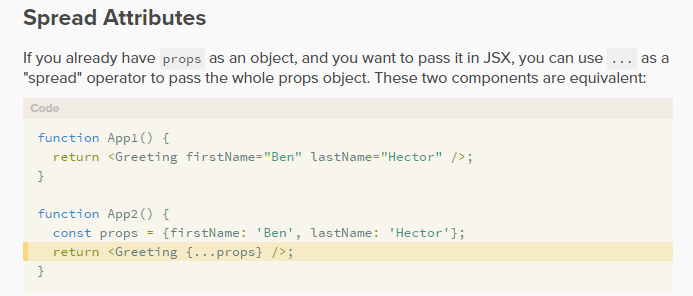 Spread Attributes
If you already have props as an object, and you want to pass it in JSX, you can use ... as a
"spread" operator to pass the whole props object. These two components are equivalent:
Code
function App1() {
  return <Greeting firstName="Ben" lastName="Hector" />;
}
function App2() {
  const props = {firstName: 'Ben', lastName: 'Hector'};
  return <Greeting {...props} />;
}